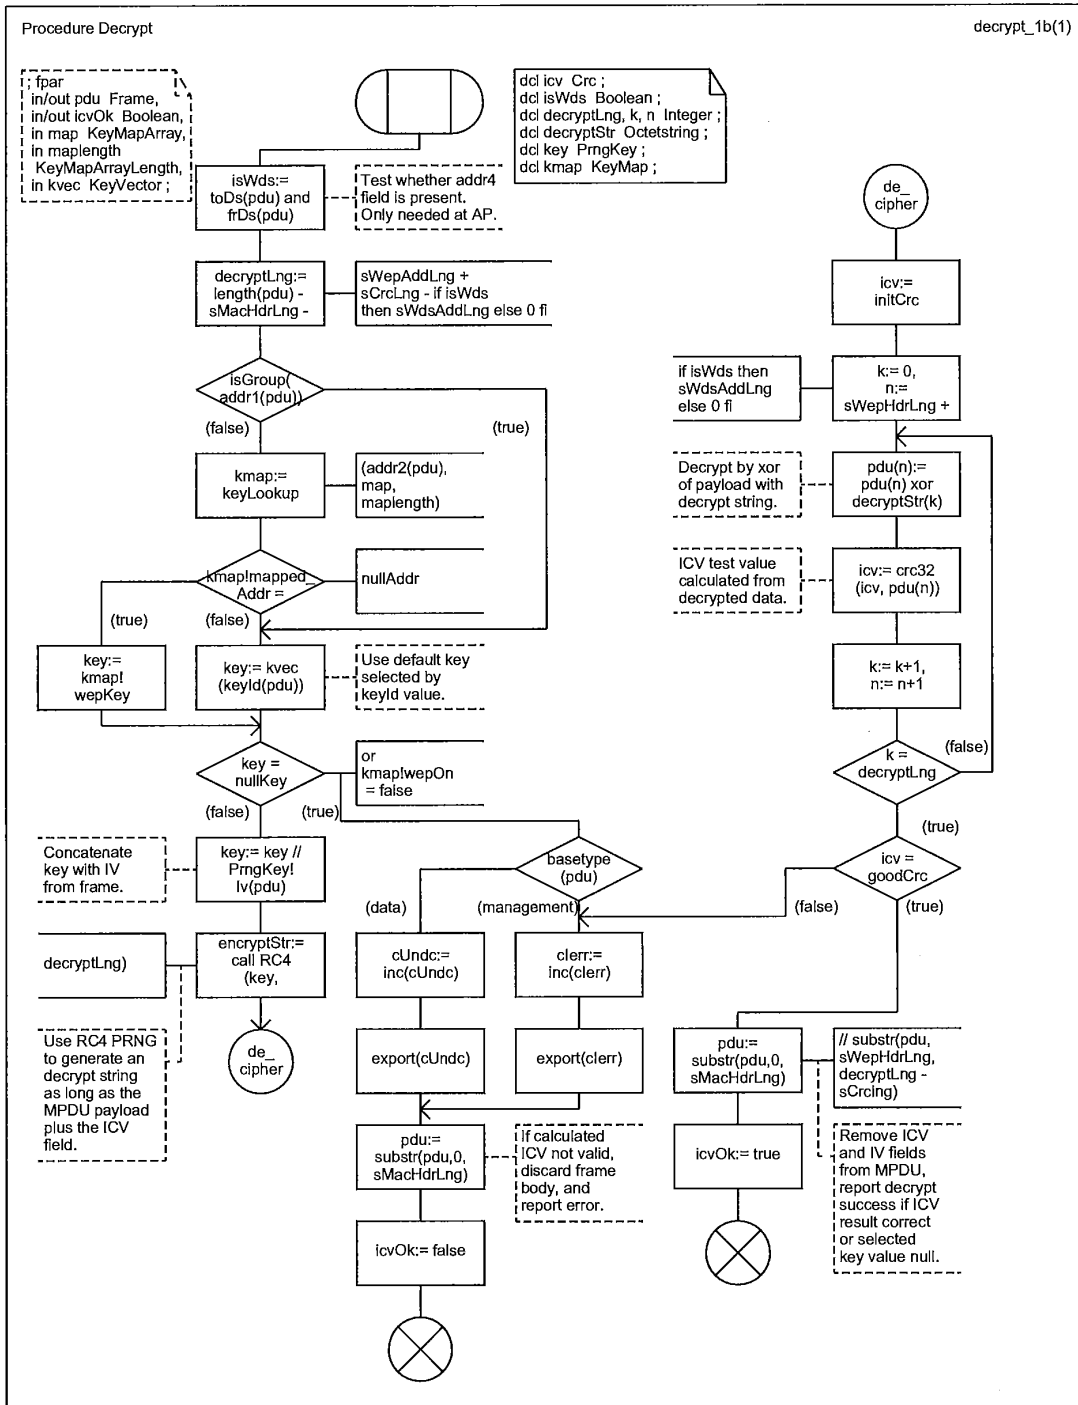 Procedure Decrypt
decrypt_1b(1)
; fpar
in/out pdu Frame,
in/out icvOk Boolean,
in map KeyMapArray,
in maplength
KeyMapArrayLength,
in kvec KeyVector ;
dcl icv Crc ;
dcl isWds Boolean ;
dcl decryptLng, k, n Integer ;
dcl decryptStr Octetstring ;
dcl key PrngKey ;
dcl kmap KeyMap ;
isWds:=
toDs(pdu) and
frDs(pdu)
Test whether addr4
field is present.
Only needed at AP.
decryptLng:=
length(pdu) -
sMacHdrLng -
sWepAddLng +
sCrcLng - if isWds
then sWdsAddLng else 0 fi
isGroup(
addr1(pdu))
(false)
(true)
kmap:=
keyLookup
(addr2(pdu),
map,
maplength)
kmap!mapped_
Addr =
nullAddr
(true)
(false)
key:=
kmap!
wepKey
key:= kvec
(keyId(pdu))
Use default key
selected by
keyId value.
key =
nullKey
or
kmap!wepOn
= false
(false)
(true)
Concatenate
key with IV
from frame.
key:= key //
PrngKey!
Iv(pdu)
decryptLng)
encryptStr:=
call RC4
(key,
Use RC4 PRNG
to generate an
decrypt string
as long as the
MPDU payload
plus the ICV
field.
de_
cipher
basetype
(pdu)
(data)
(management)
cUndc:=
inc(cUndc)
cIerr:=
inc(cIerr)
export(cUndc)
export(cIerr)
pdu:=
substr(pdu,0,
sMacHdrLng)
If calculated
ICV not valid,
discard frame
body, and
report error.
icvOk:= false
de_
cipher
icv:=
initCrc
if isWds then
sWdsAddLng
else 0 fi
k:= 0,
n:=
sWepHdrLng +
Decrypt by xor
of payload with
decrypt string.
pdu(n):=
pdu(n) xor
decryptStr(k)
ICV test value
calculated from
decrypted data.
icv:= crc32
(icv, pdu(n))
k:= k+1,
n:= n+1
k =
decryptLng
(false)
(true)
icv =
goodCrc
(false)
(true)
pdu:=
substr(pdu,0,
sMacHdrLng)
// substr(pdu,
sWepHdrLng,
decryptLng -
sCrclng)
icvOk:= true
Remove ICV
and IV fields
from MPDU,
report decrypt
success if ICV
result correct
or selected
key value null.